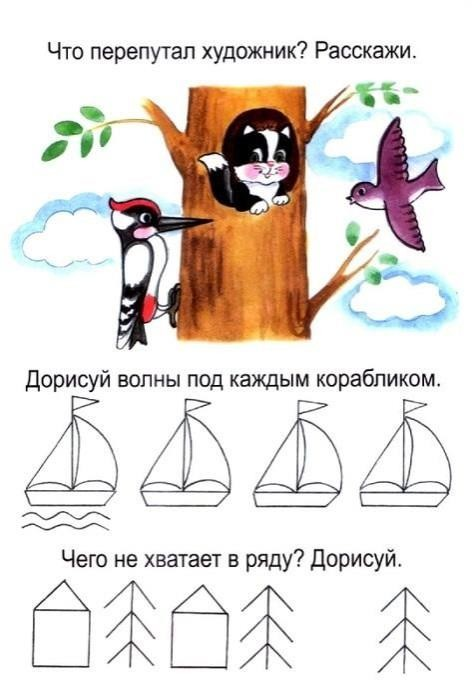 Что перепутал художник? Расскажи.
Дорисуй волны под каждым корабликом.
Чего не хватает в ряду? Дорисуй.